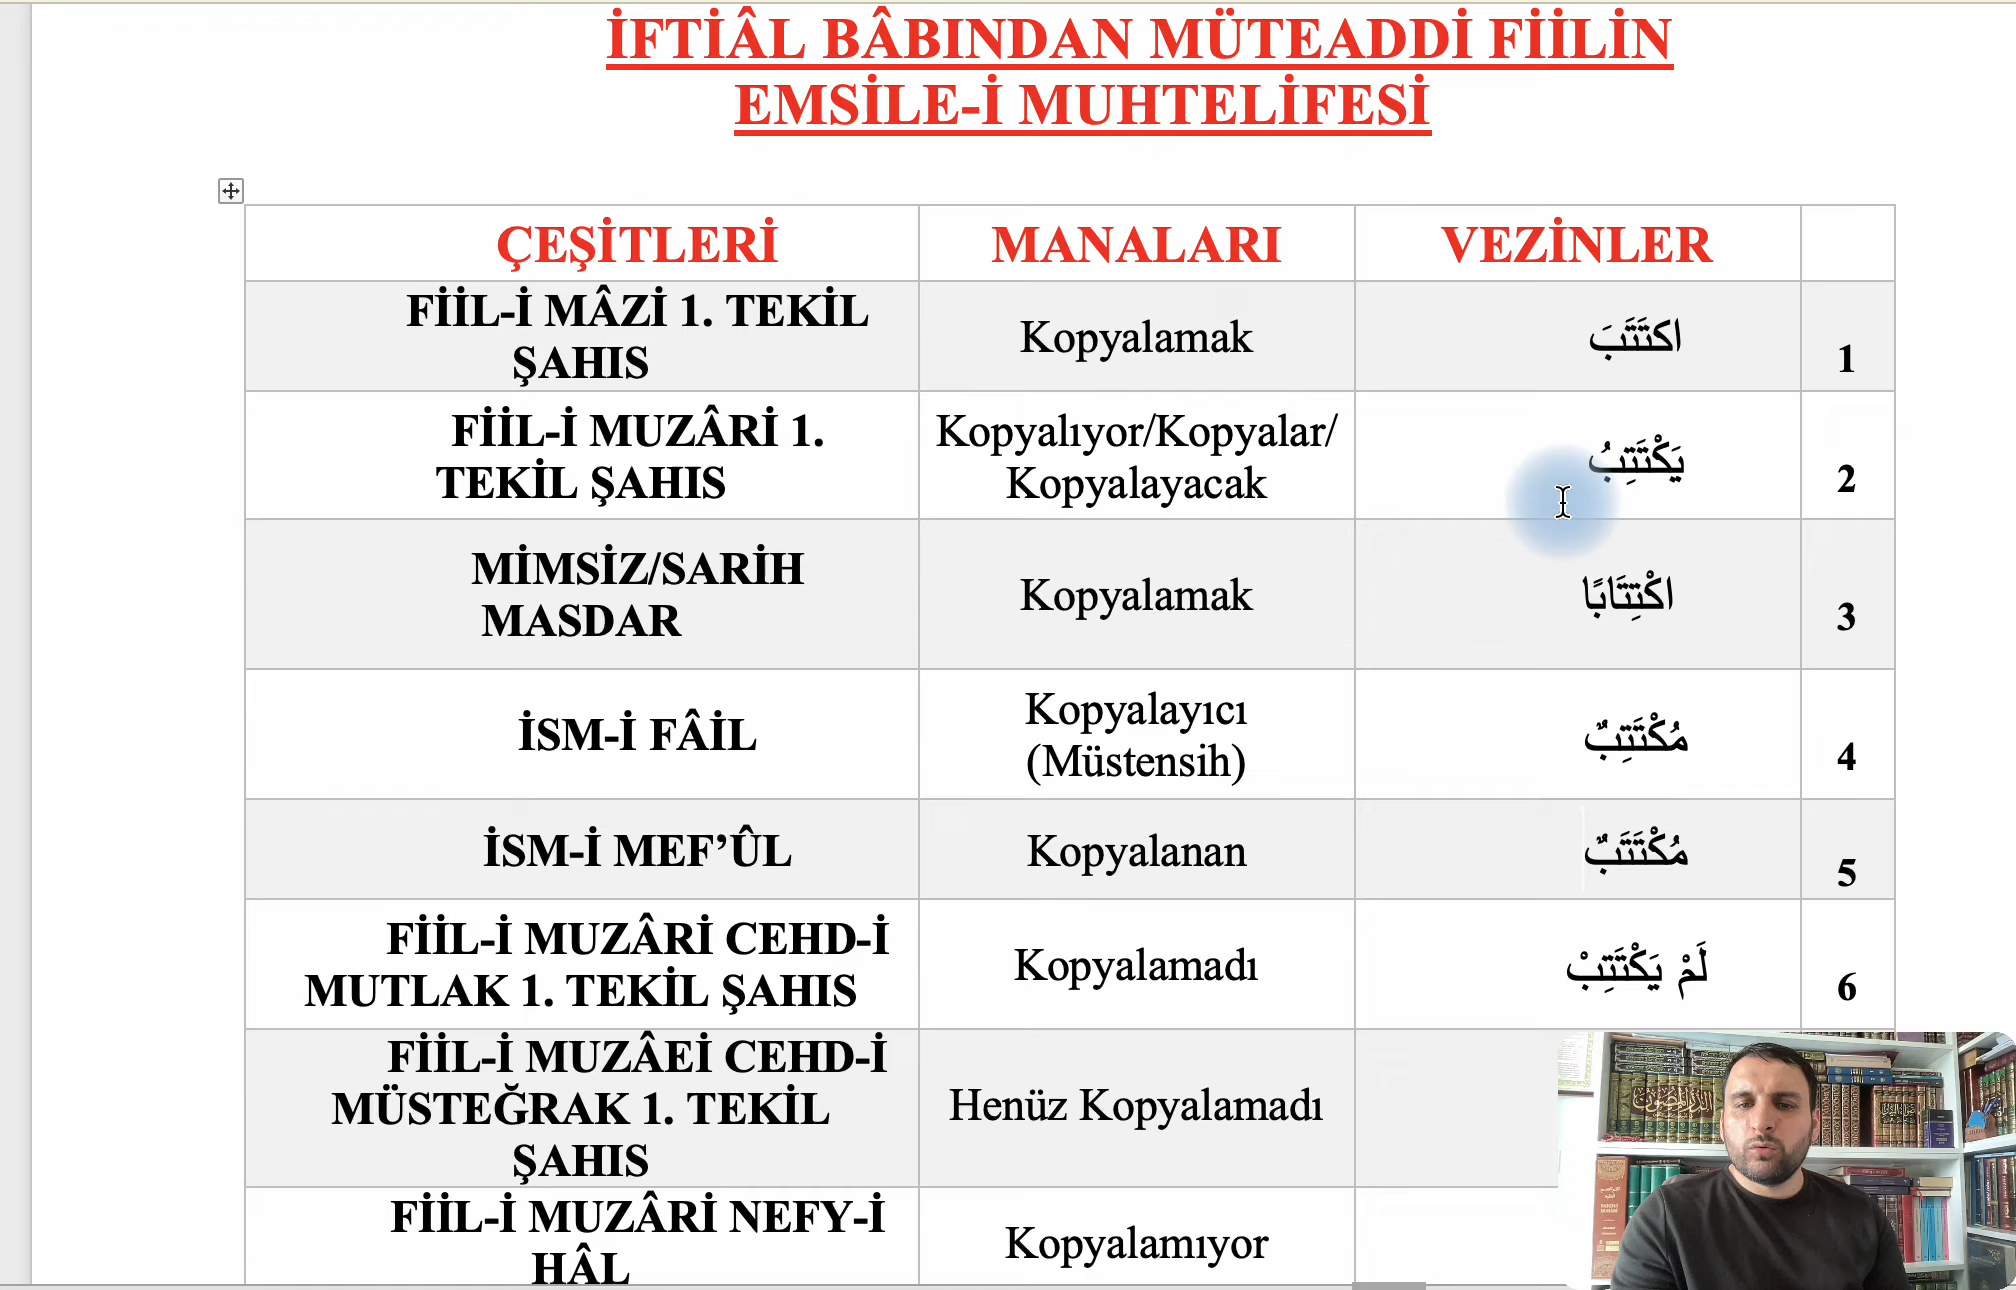 İFTİÂL BÂBINDAN MÜTEADDİ FİİLİN
EMSİLE-İ MUHTELİFESİ
ÇEŞİTLERİ MANALARI VEZİNLER
FİİL-İ MÂZİ 1. TEKİL
ŞAHIS
Kopyalamak
اكتَتَبَ
1
FİİL-İ MUZÂRİ 1.
TEKİL ŞAHIS
Kopyalıyor/Kopyalar/
Kopyalayacak
يَكْتَتِبُ
2
MİMSİZ/SARİH
MASDAR
Kopyalamak
اكْتِتَابًا
3
İSM-İ FÂİL
Kopyalayıcı
(Müstensih)
مُكْتَتِبٌ
4
İSM-İ MEF’ÛL
Kopyalanan
مُكْتَتَبٌ
5
FİİL-İ MUZÂRİ CEHD-İ
MUTLAK 1. TEKİL ŞAHIS
Kopyalamadı
لَمْ يَكْتَتِبْ
6
FİİL-İ MUZÂEİ CEHD-İ
MÜSTEĞRAK 1. TEKİL
ŞAHIS
Henüz Kopyalamadı
FİİL-İ MUZÂRİ NEFY-İ
HÂL
Kopyalamıyor
الدر المصون